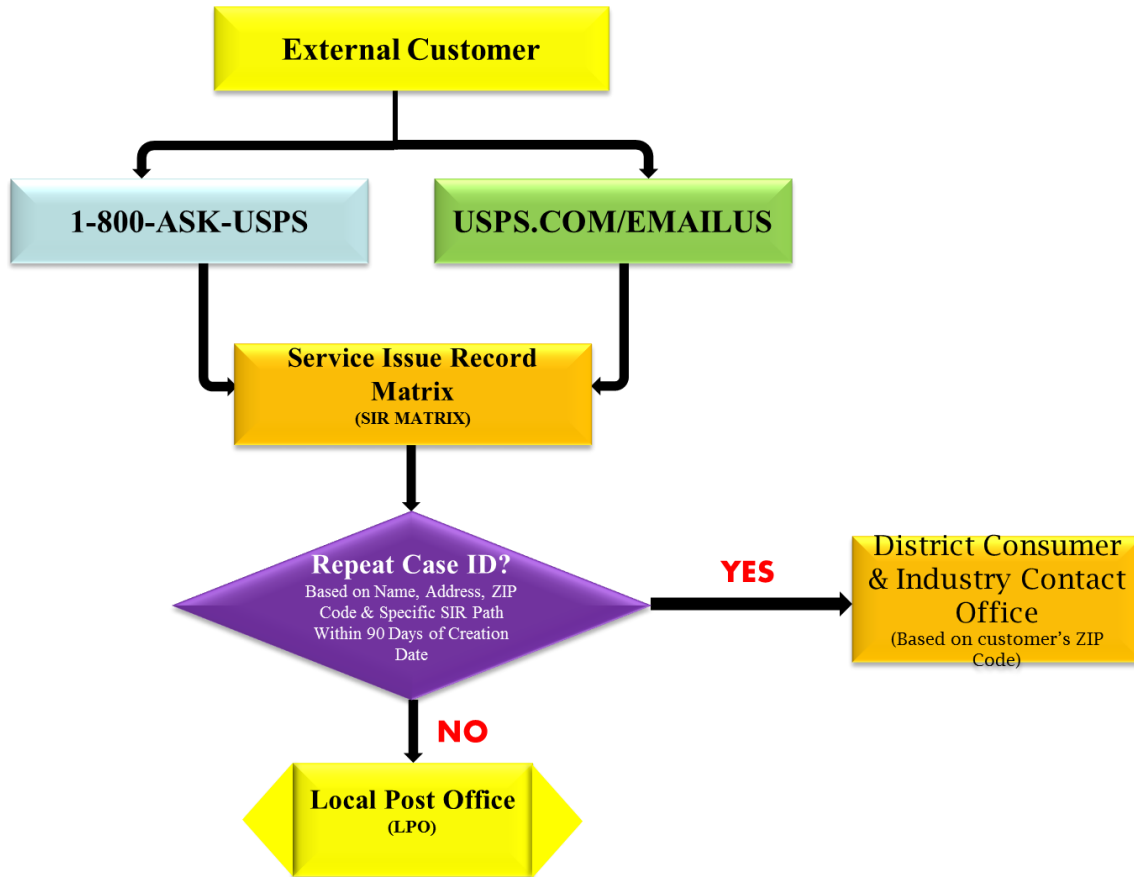 External Customer
1-800-ASK-USPS
USPS.COM/EMAILUS
Service Issue Record
Matrix
(SIR MATRIX)
Repeat Case ID?
Based on Name, Address, ZIP
Code & Specific SIR Path
Within 90 Days of Creation
Date
YES
District Consumer
& Industry Contact
Office
(Based on customer's ZIP
Code)
NO
Local Post Office
(LPO)